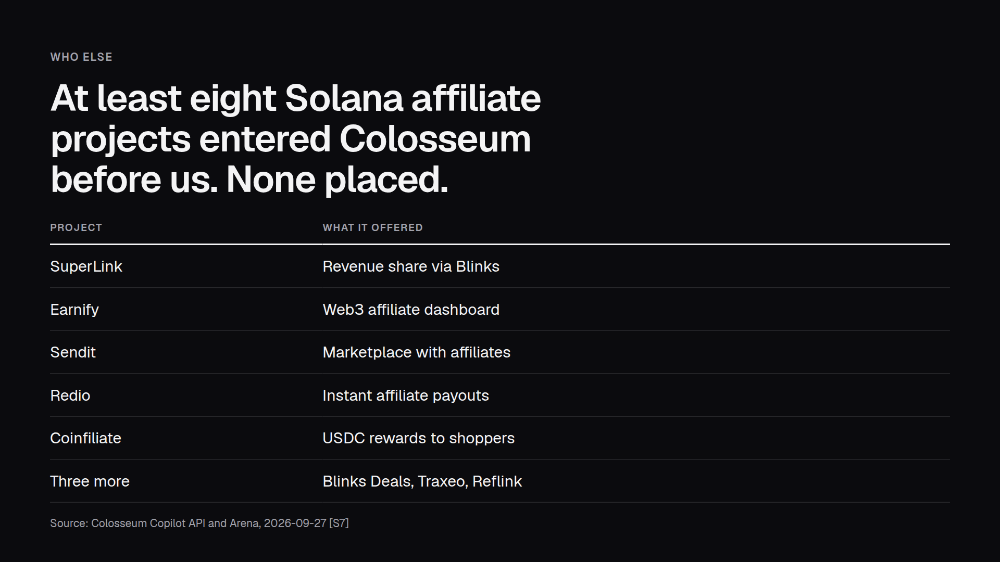 WHO ELSE
At least eight Solana affiliate
projects entered Colosseum
before us. None placed.
PROJECT WHAT IT OFFERED
SuperLink Revenue share via Blinks
Earnify Web3 affiliate dashboard
Sendit Marketplace with affiliates
Redio Instant affiliate payouts
Coinfiliate USDC rewards to shoppers
Three more Blinks Deals, Traxeo, Reflink
Source: Colosseum Copilot API and Arena, 2026-09-27 [S7]